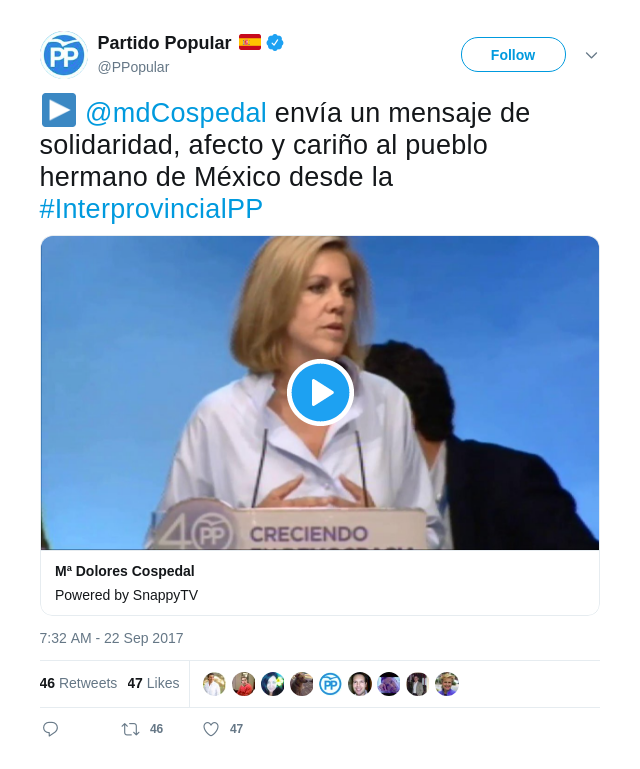 Partido Popular
@PPopular
Follow
@mdCospedal envía un mensaje de
solidaridad, afecto y cariño al pueblo
hermano de México desde la
#InterprovincialPP
40 PP
CRECIENDO
EN DEMOCRACIA
Mª Dolores Cospedal
Powered by SnappyTV
7:32 AM - 22 Sep 2017
46 Retweets 47 Likes
46 47